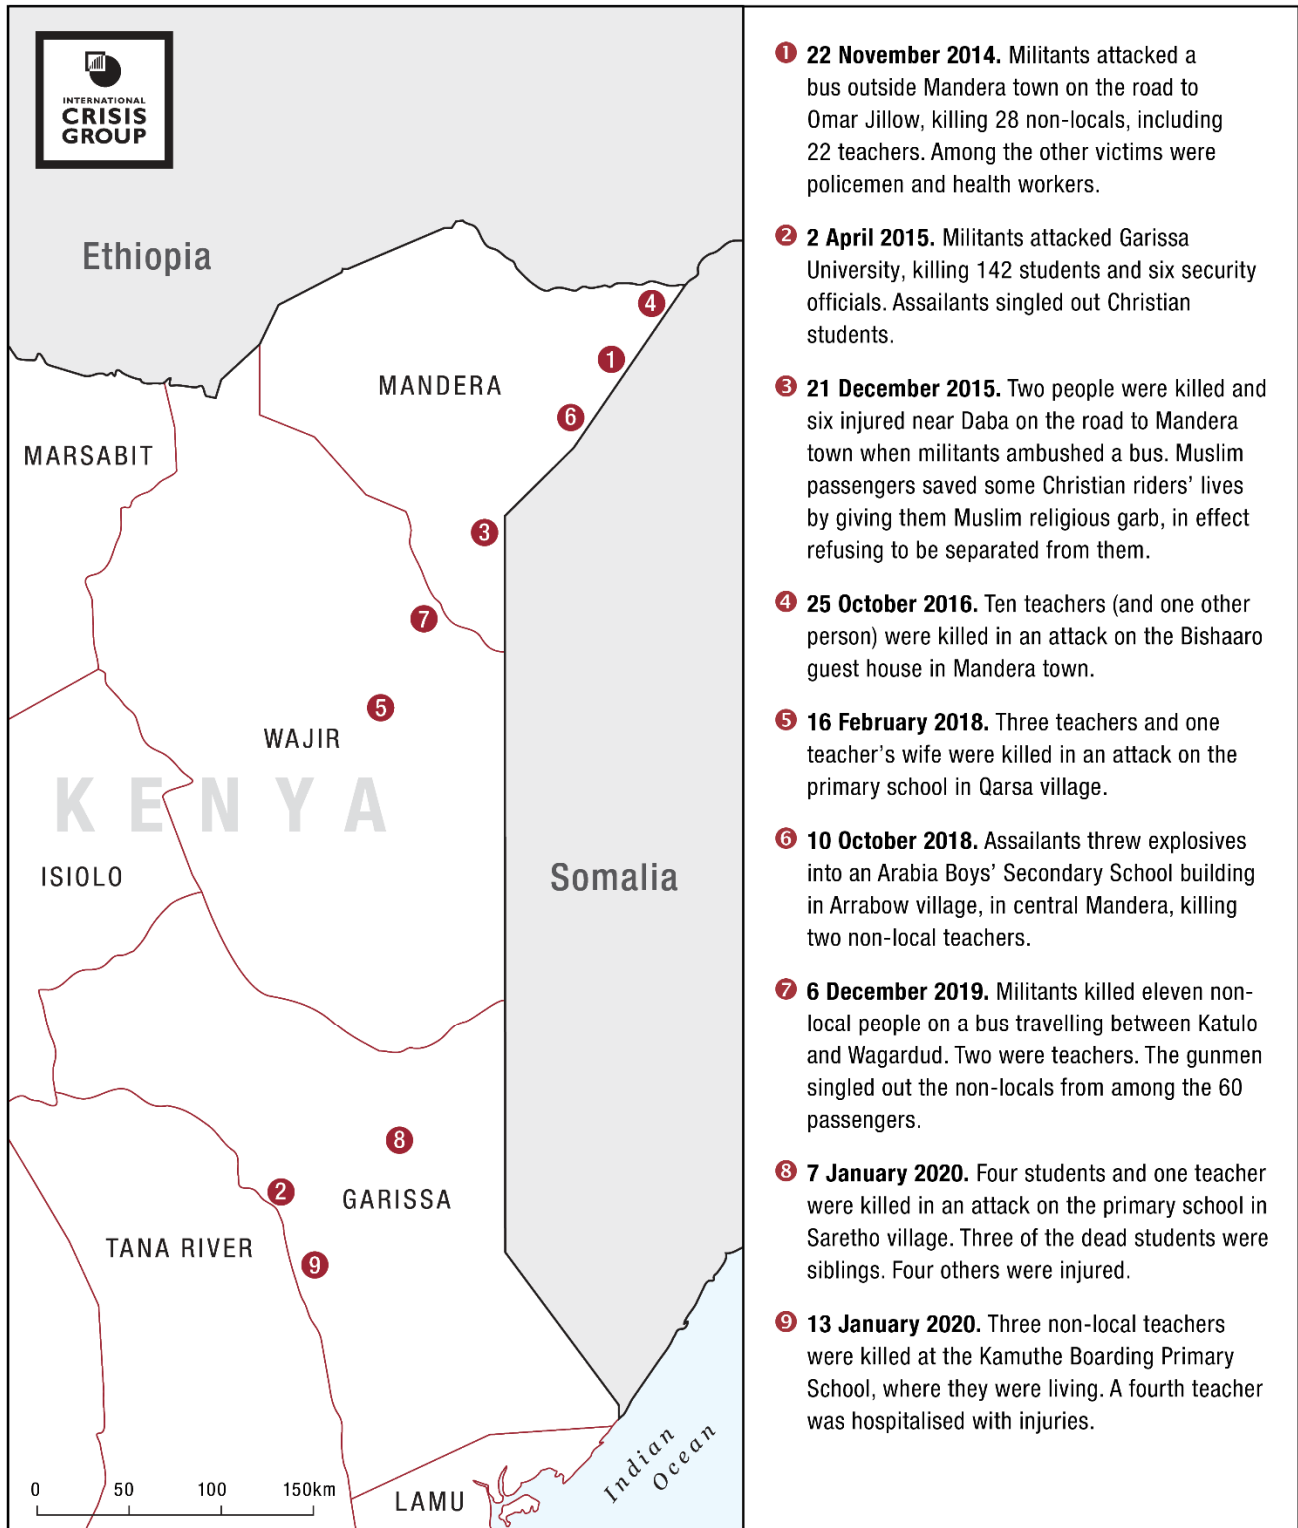 INTERNATIONAL
CRISIS
GROUP
Ethiopia
MANDERA
MARSABIT
WAJIR
KENYA
ISIOLO
Somalia
GARISSA
TANA RIVER
LAMU
Indian
Ocean
4
1
6
3
7
5
8
2
9
0 50 100 150km
1 22 November 2014. Militants attacked a
bus outside Mandera town on the road to
Omar Jillow, killing 28 non-locals, including
22 teachers. Among the other victims were
policemen and health workers.
2 2 April 2015. Militants attacked Garissa
University, killing 142 students and six security
officials. Assailants singled out Christian
students.
3 21 December 2015. Two people were killed and
six injured near Daba on the road to Mandera
town when militants ambushed a bus. Muslim
passengers saved some Christian riders’ lives
by giving them Muslim religious garb, in effect
refusing to be separated from them.
4 25 October 2016. Ten teachers (and one other
person) were killed in an attack on the Bishaaro
guest house in Mandera town.
5 16 February 2018. Three teachers and one
teacher’s wife were killed in an attack on the
primary school in Qarsa village.
6 10 October 2018. Assailants threw explosives
into an Arabia Boys’ Secondary School building
in Arrabow village, in central Mandera, killing
two non-local teachers.
7 6 December 2019. Militants killed eleven non-
local people on a bus travelling between Katulo
and Wagardud. Two were teachers. The gunmen
singled out the non-locals from among the 60
passengers.
8 7 January 2020. Four students and one teacher
were killed in an attack on the primary school in
Saretho village. Three of the dead students were
siblings. Four others were injured.
9 13 January 2020. Three non-local teachers
were killed at the Kamuthe Boarding Primary
School, where they were living. A fourth teacher
was hospitalised with injuries.